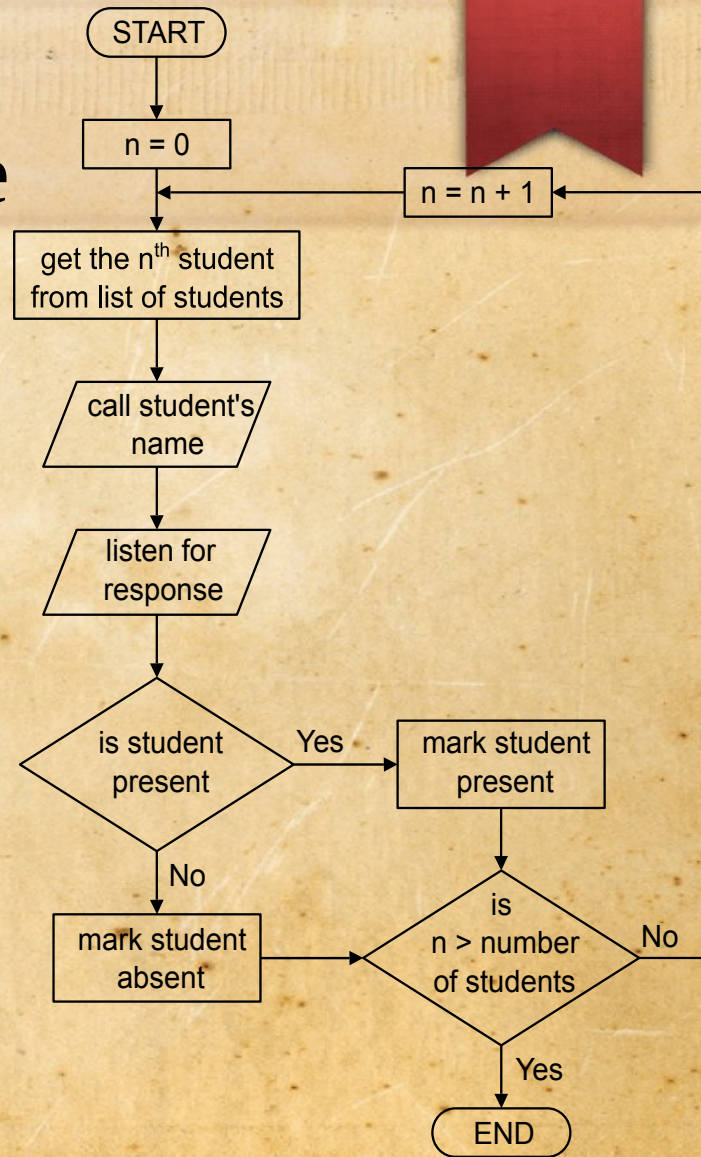 START
e
n = 0
n = n + 1
get the nth student
from list of students
call student's
name
listen for
response
is student
present
Yes
mark student
present
No
mark student
absent
is
n > number
of students
No
Yes
END